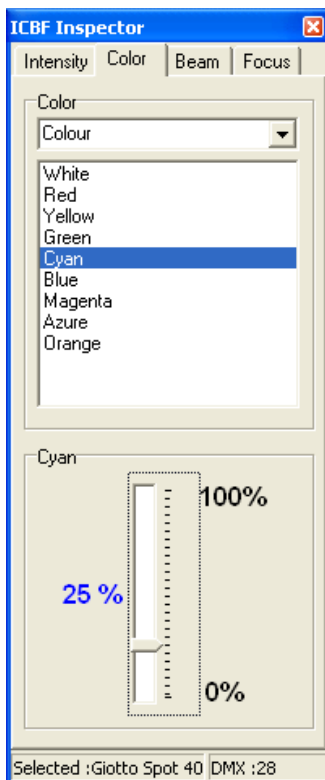 ICBF Inspector
Intensity Color Beam Focus
Color
Colour
White
Red
Yellow
Green
Cyan
Blue
Magenta
Azure
Orange
Cyan
100%
25 %
0%
Selected :Giotto Spot 40 DMX :28